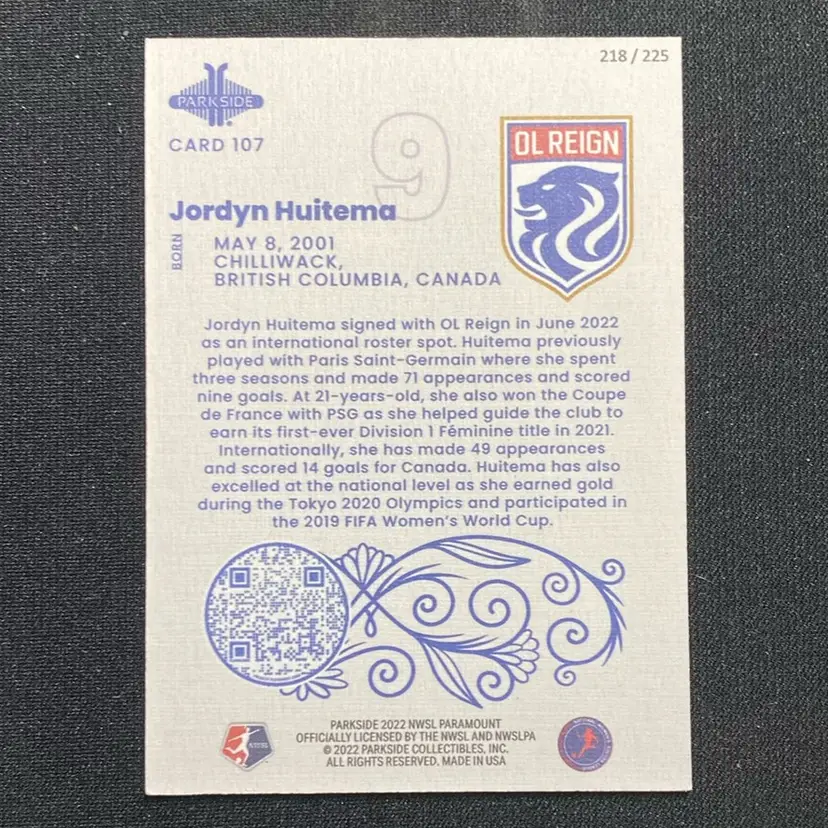 218 / 225
PARKSIDE
CARD 107
9
OL REIGN
Jordyn Huitema
BORN
MAY 8, 2001
CHILLIWACK,
BRITISH COLUMBIA, CANADA
Jordyn Huitema signed with OL Reign in June 2022
as an international roster spot. Huitema previously
played with Paris Saint-Germain where she spent
three seasons and made 71 appearances and scored
nine goals. At 21-years-old, she also won the Coupe
de France with PSG as she helped guide the club to
earn its first-ever Division 1 Féminine title in 2021.
Internationally, she has made 49 appearances
and scored 14 goals for Canada. Huitema has also
excelled at the national level as she earned gold
during the Tokyo 2020 Olympics and participated in
the 2019 FIFA Women's World Cup.
NWSL
PARKSIDE 2022 NWSL PARAMOUNT
OFFICIALLY LICENSED BY THE NWSL AND NWSLPA
© 2022 PARKSIDE COLLECTIBLES, INC.
ALL RIGHTS RESERVED. MADE IN USA